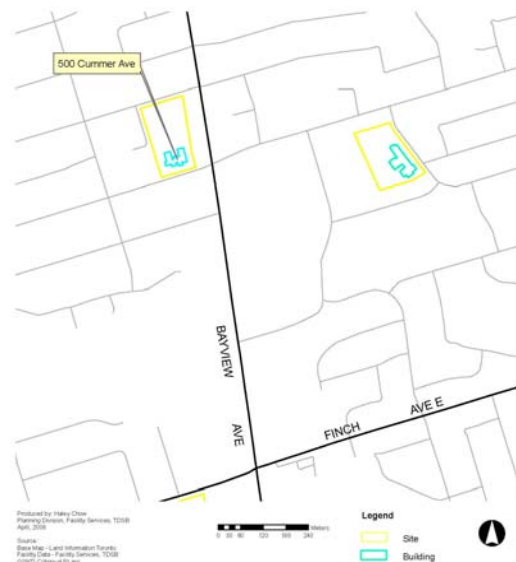 500 Cummer Ave
BAYVIEW
AVE
FINCH
AVE E
Produced by: Haley Chow
Planning Division, Facility Services, TDSB
April, 2008
Source:
Base Map - Land Information Toronto
Facility Data - Facility Services, TDSB
Meters
Legend
Site
Building